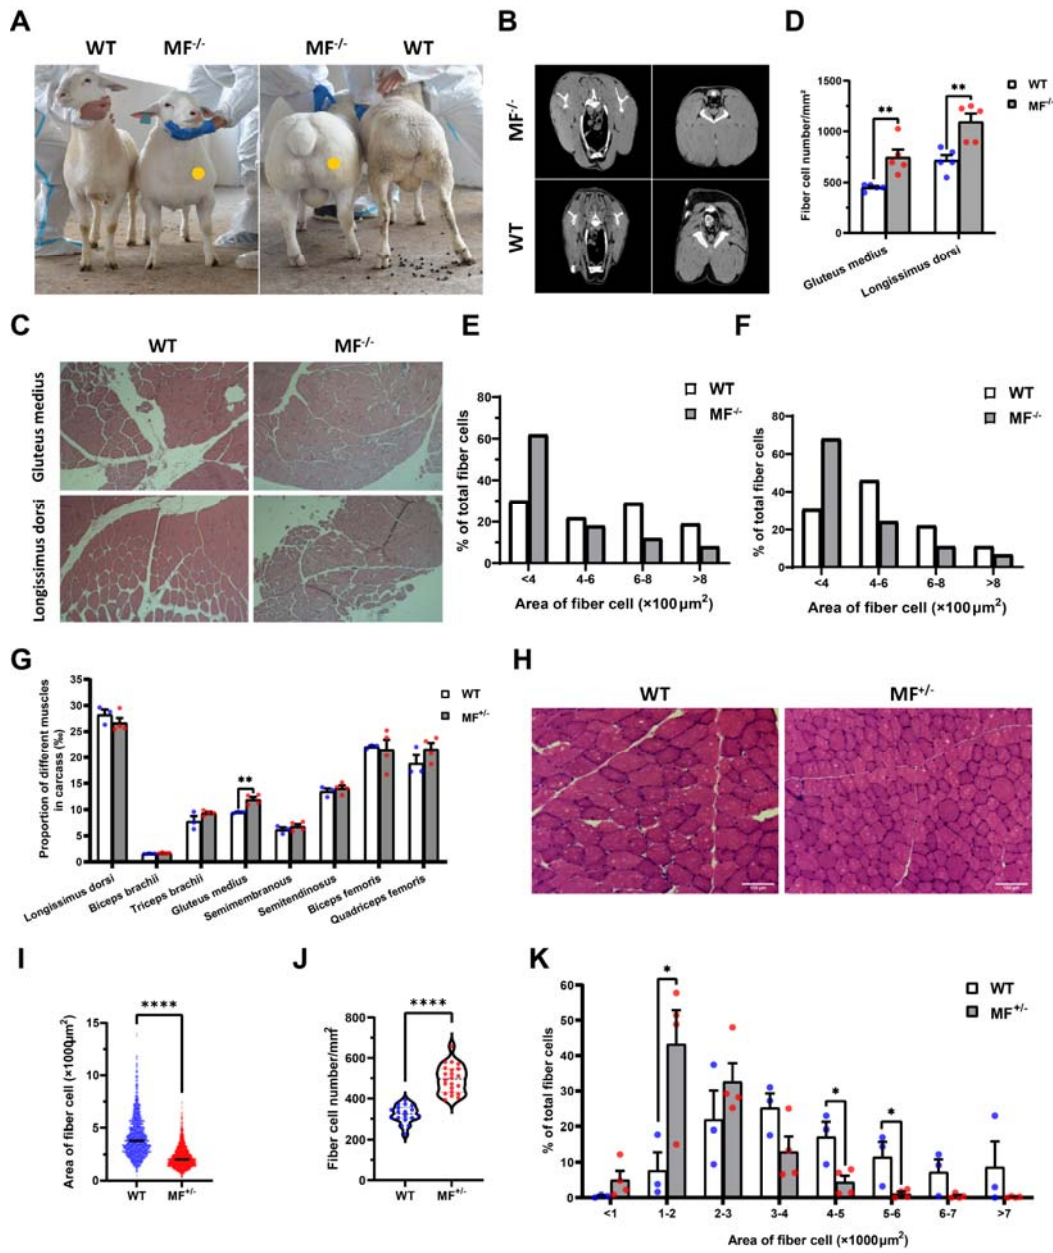 A
WT
MF-/-
MF-/-
WT
B
MF-/-
WT
D
WT
MF-/-
Fiber cell number/mm²
1500
1250
1000
750
500
250
0
**
**
Gluteus medius
Longissimus dorsi
C
WT
MF-/-
Gluteus medius
Longissimus dorsi
E
WT
MF-/-
% of total fiber cells
80
60
40
20
0
<4
4-6
6-8
>8
Area of fiber cell (×100μm²)
F
WT
MF-/-
% of total fiber cells
80
60
40
20
0
<4
4-6
6-8
>8
Area of fiber cell (×100μm²)
G
WT
MF+/-
Proportion of different muscles
in carcass (‰)
35
30
25
20
15
10
5
0
**
Longissimus dorsi
Biceps brachii
Triceps brachii
Gluteus medius
Semimembranous
Semitendinosus
Biceps femoris
Quadriceps femoris
H
WT
MF+/-
I
Area of fiber cell (×1000μm²)
15
10
5
0
****
WT
MF+/-
J
Fiber cell number/mm²
800
600
400
200
0
****
WT
MF+/-
K
WT
MF+/-
% of total fiber cells
60
50
40
30
20
10
0
*
*
*
<1
1-2
2-3
3-4
4-5
5-6
6-7
>7
Area of fiber cell (×1000μm²)